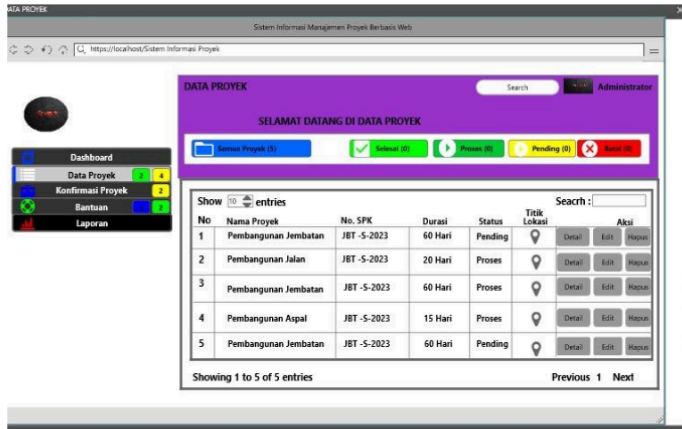 DATA PROYEK
Sistem Informasi Manajemen Proyek Berbasis Web
https://localhost/Sistem Informasi Proyek
DATA PROYEK Search Administrator
SELAMAT DATANG DI DATA PROYEK
Semua Proyek (5) Selesai (0) Proses (0) Pending (0) Batal (0)
Dashboard
Data Proyek 2 4
Konfirmasi Proyek 2
Bantuan 2
Laporan
Show 10 entries Seacrh :
No Nama Proyek No. SPK Durasi Status Titik Lokasi Aksi
1 Pembangunan Jembatan JBT -S-2023 60 Hari Pending Detail Edit Hapus
2 Pembangunan Jalan JBT -S-2023 20 Hari Proses Detail Edit Hapus
3 Pembangunan Jembatan JBT -S-2023 60 Hari Proses Detail Edit Hapus
4 Pembangunan Aspal JBT -S-2023 15 Hari Proses Detail Edit Hapus
5 Pembangunan Jembatan JBT -S-2023 60 Hari Pending Detail Edit Hapus
Showing 1 to 5 of 5 entries Previous 1 Next